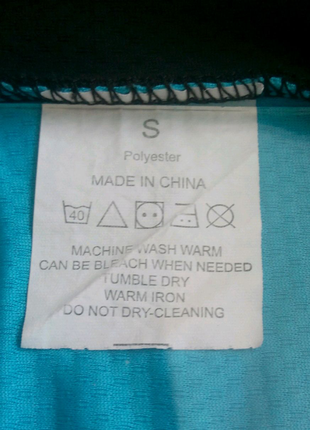 S
Polyester
MADE IN CHINA
40
MACHINE WASH WARM
CAN BE BLEACH WHEN NEEDED
TUMBLE DRY
WARM IRON
DO NOT DRY-CLEANING